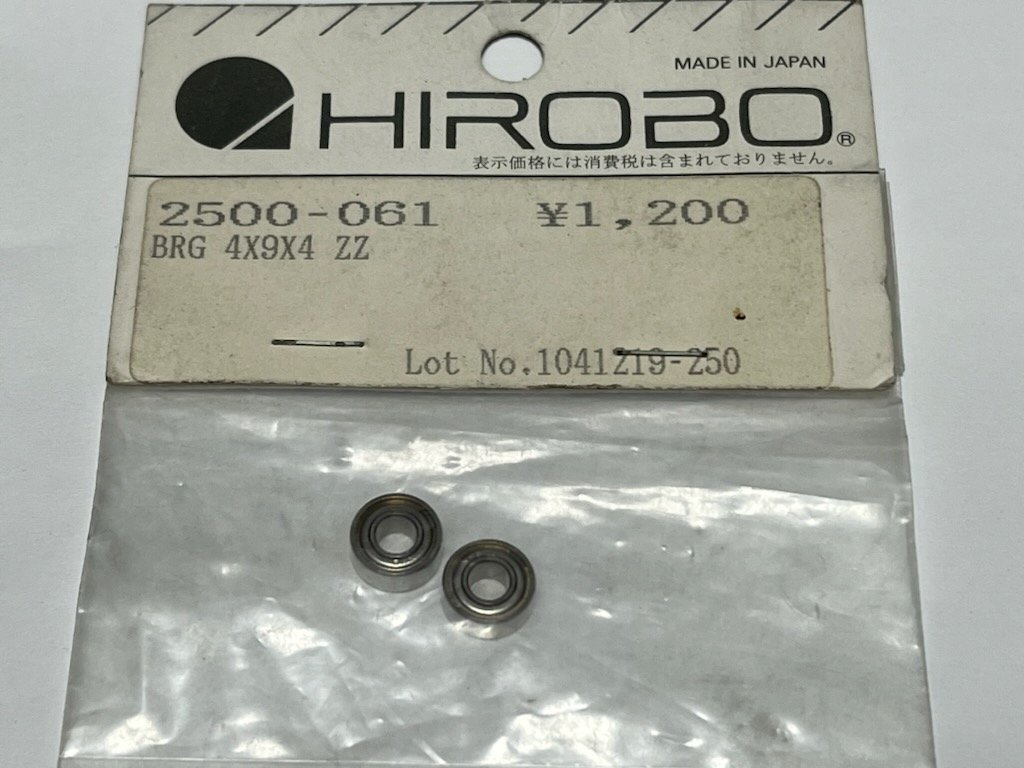 MADE IN JAPAN
HIROBO®
表示価格には消費税は含まれておりません。
2500-061 ¥1,200
BRG 4X9X4 ZZ
Lot No.1041Z19-250